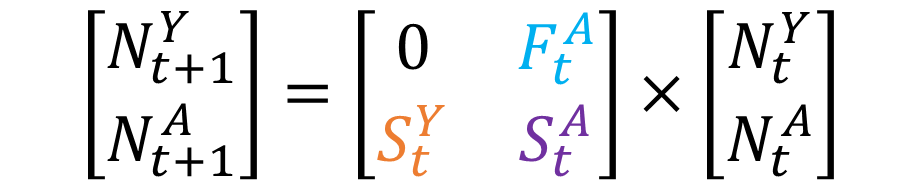 [N^Y_{t+1}] = [0 F^A_t] × [N^Y_t]
[N^A_{t+1}] [S^Y_t S^A_t] [N^A_t]